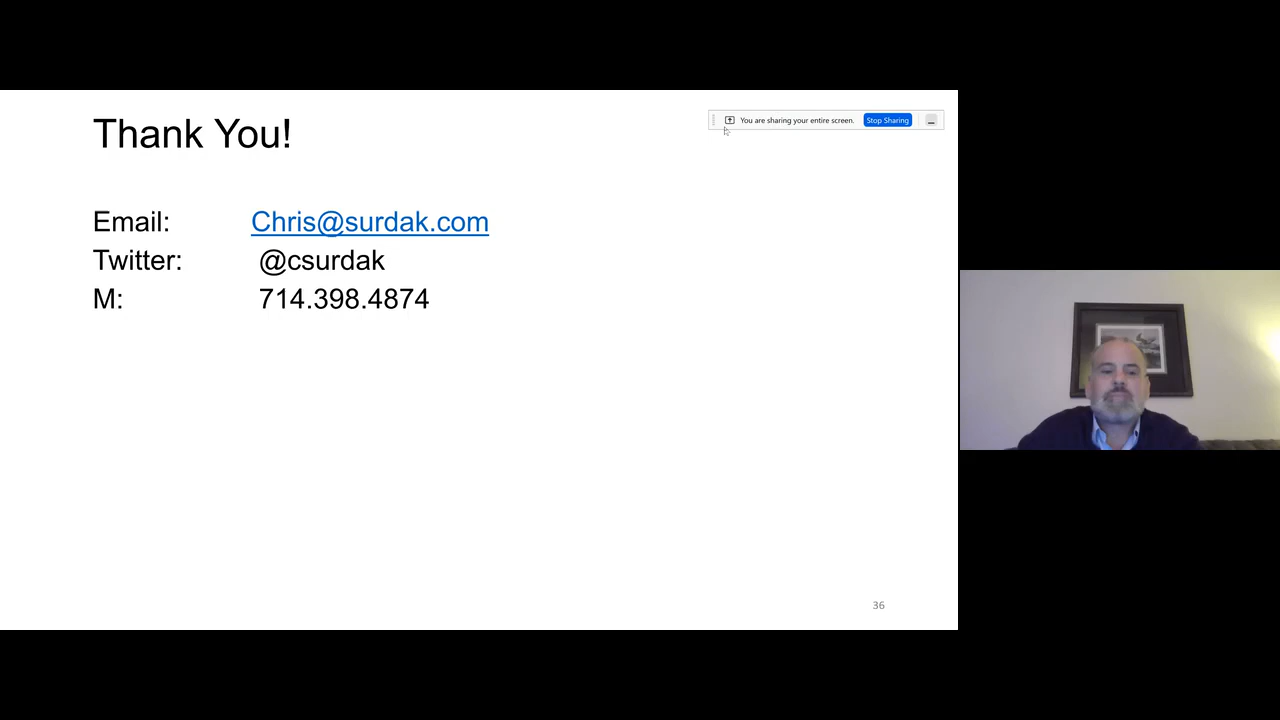 Thank You!
You are sharing your entire screen. Stop Sharing
Email: Chris@surdak.com
Twitter: @csurdak
M: 714.398.4874
36